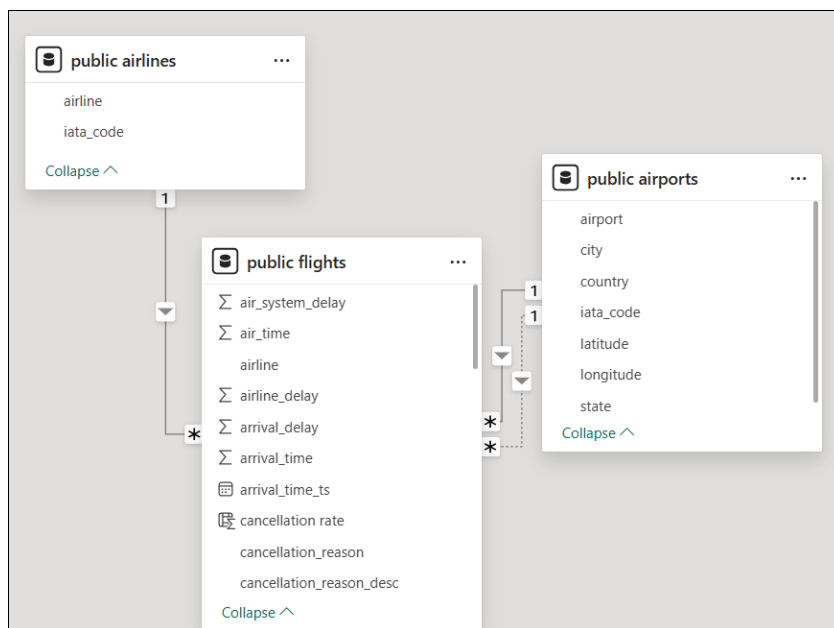 public airlines
airline
iata_code
Collapse
1
public flights
air_system_delay
air_time
airline
airline_delay
arrival_delay
arrival_time
arrival_time_ts
cancellation rate
cancellation_reason
cancellation_reason_desc
Collapse
*
1
1
*
*
public airports
airport
city
country
iata_code
latitude
longitude
state
Collapse